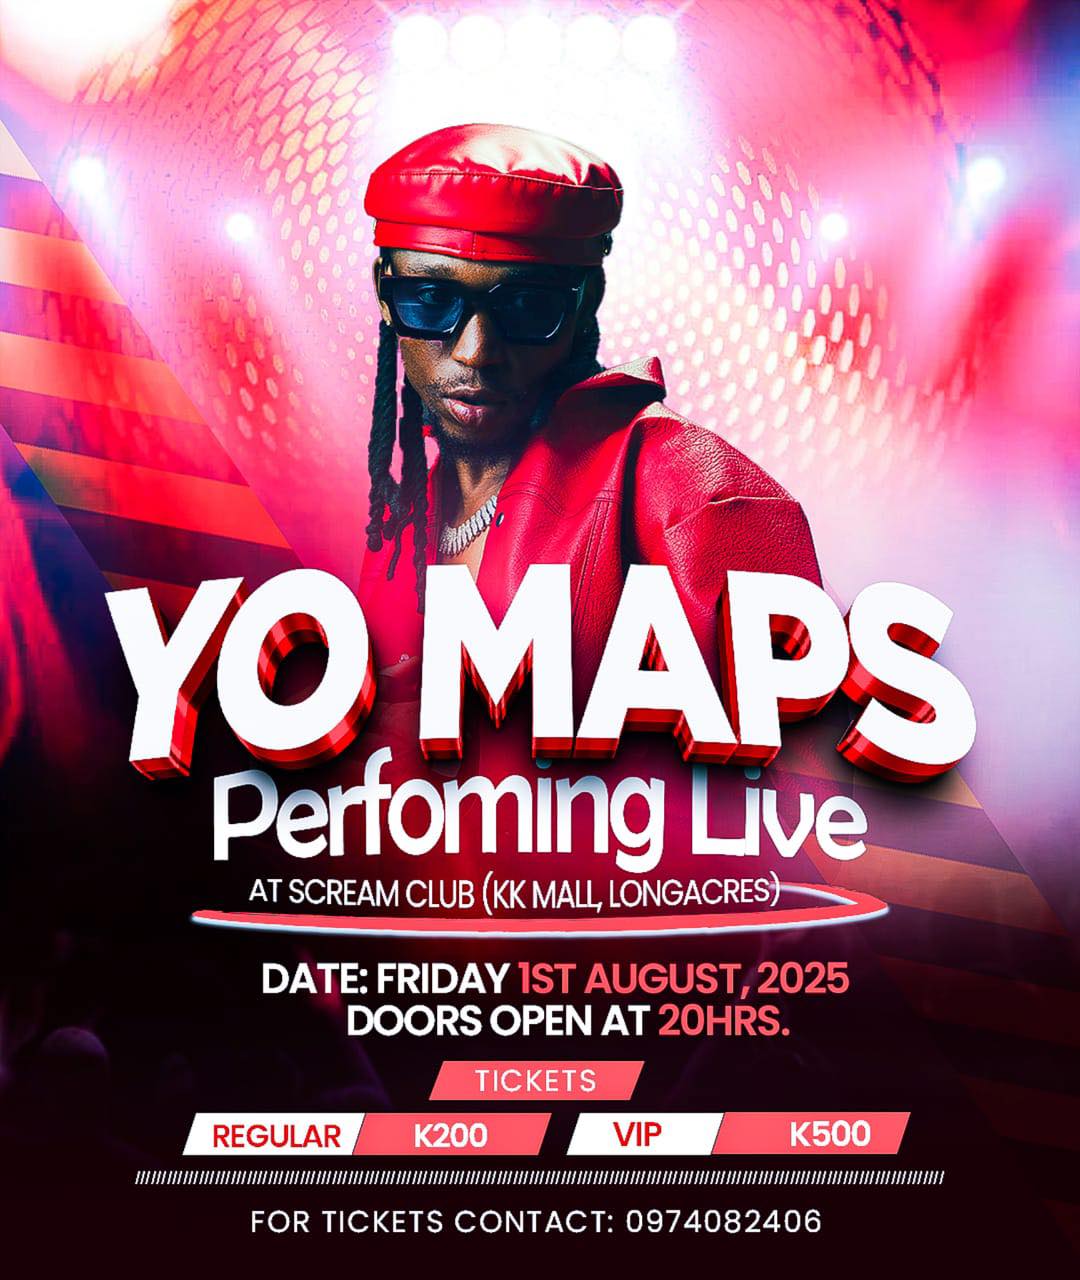 YO MAPS
Perfoming Live
AT SCREAM CLUB (KK MALL, LONGACRES)
DATE: FRIDAY 1ST AUGUST, 2025
DOORS OPEN AT 20HRS.
TICKETS
REGULAR K200 VIP K500
FOR TICKETS CONTACT: 0974082406